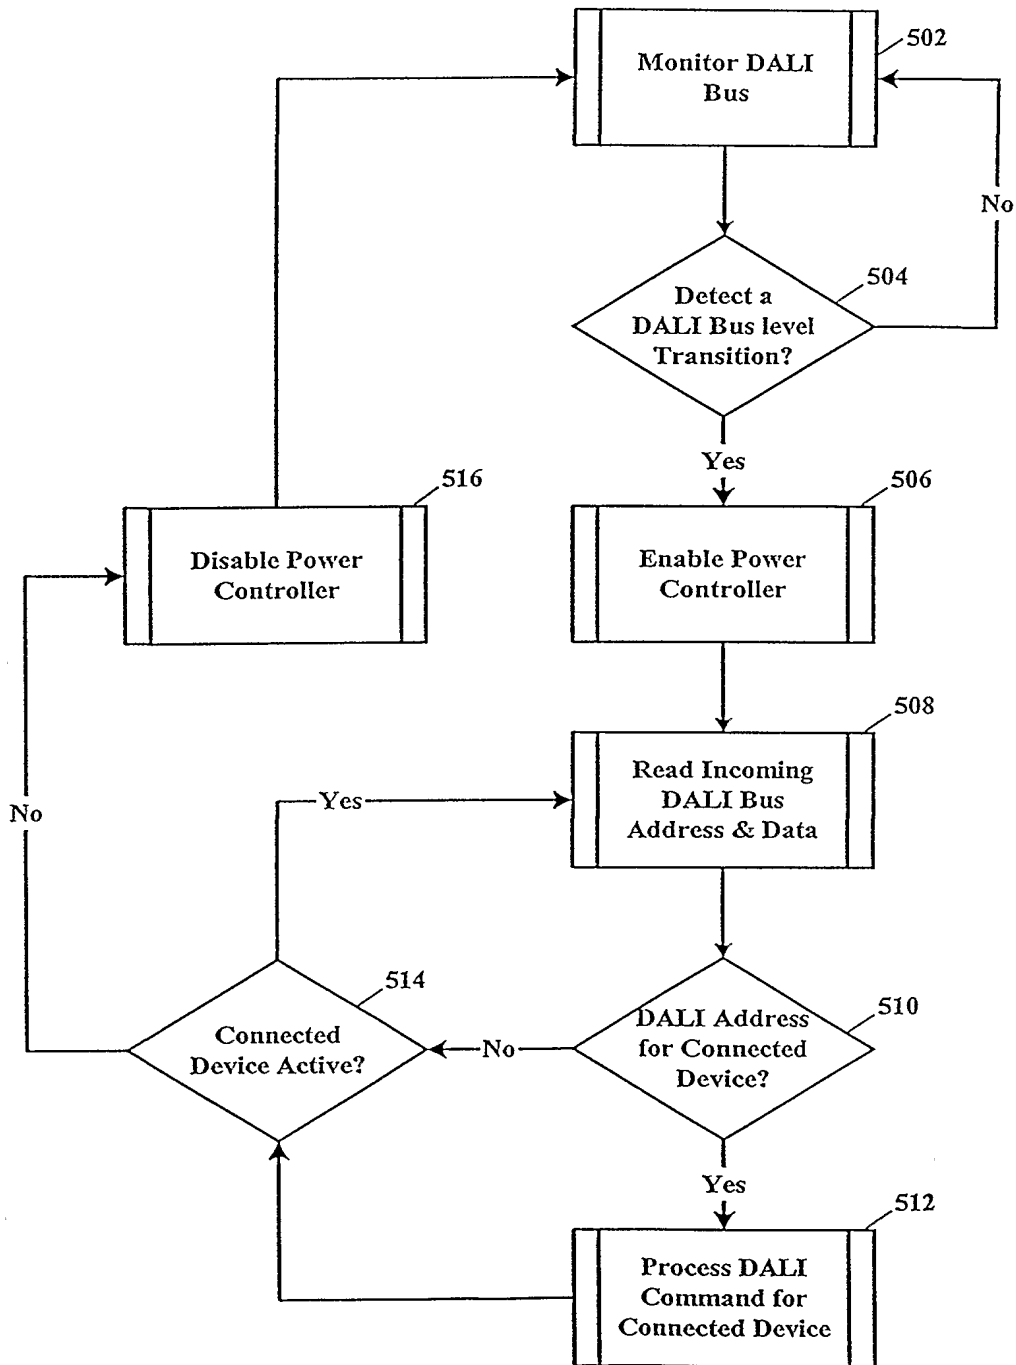 502
Monitor DALI
Bus
No
504
Detect a
DALI Bus level
Transition?
Yes
516
506
Disable Power
Controller
Enable Power
Controller
508
Read Incoming
DALI Bus
Address & Data
Yes
No
514
510
Connected
Device Active?
No
DALI Address
for Connected
Device?
Yes
512
Process DALI
Command for
Connected Device